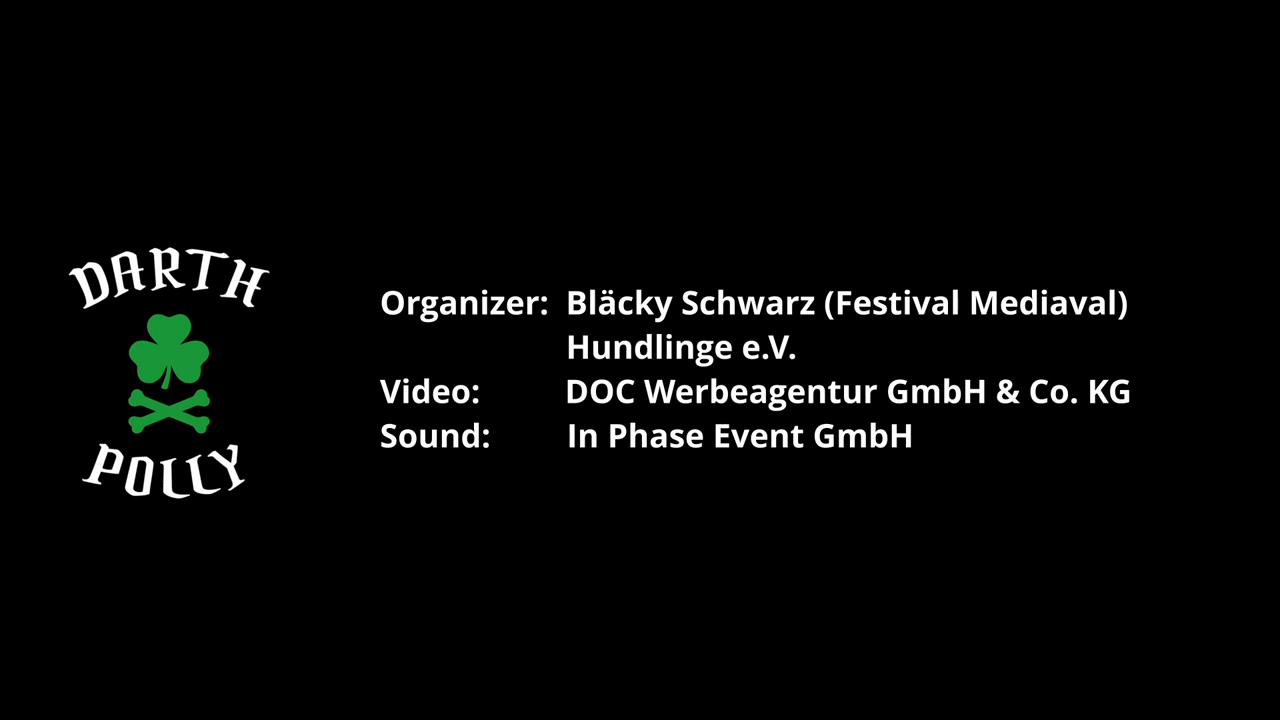 DARTH
POLLY
Organizer: Bläcky Schwarz (Festival Mediaval)
Hundlinge e.V.
Video: DOC Werbeagentur GmbH & Co. KG
Sound: In Phase Event GmbH